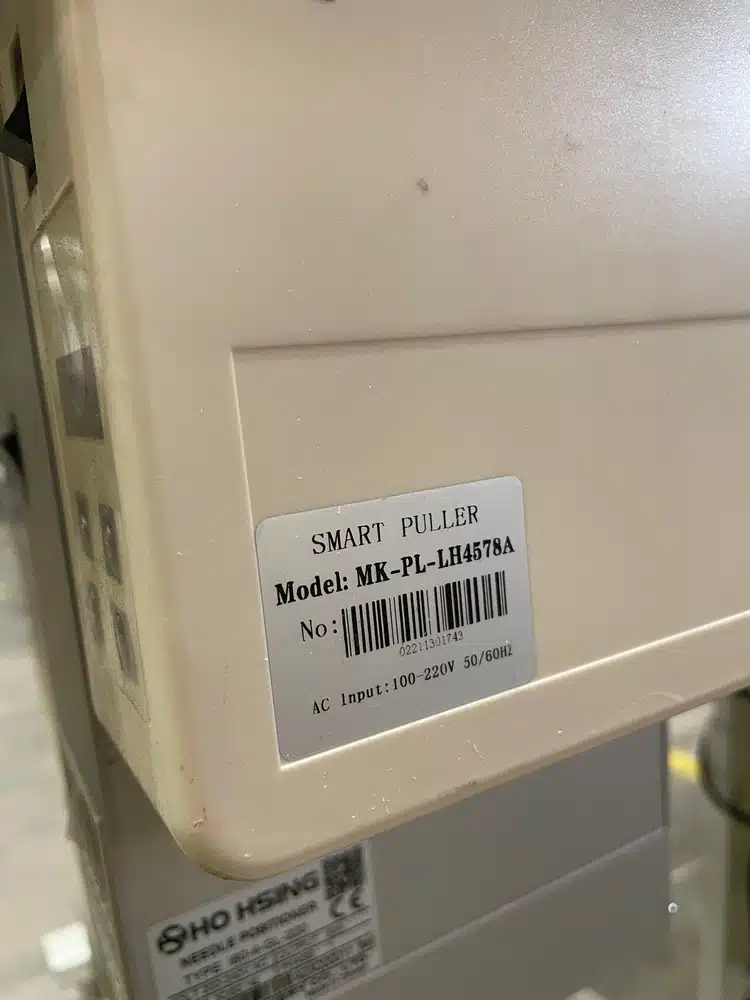 SMART PULLER
Model: MK-PL-LH4578A
No:
02211301743
AC Input:100-220V 50/60HZ
HO HSING
CE
NEEDLE POSITIONER
TYPE